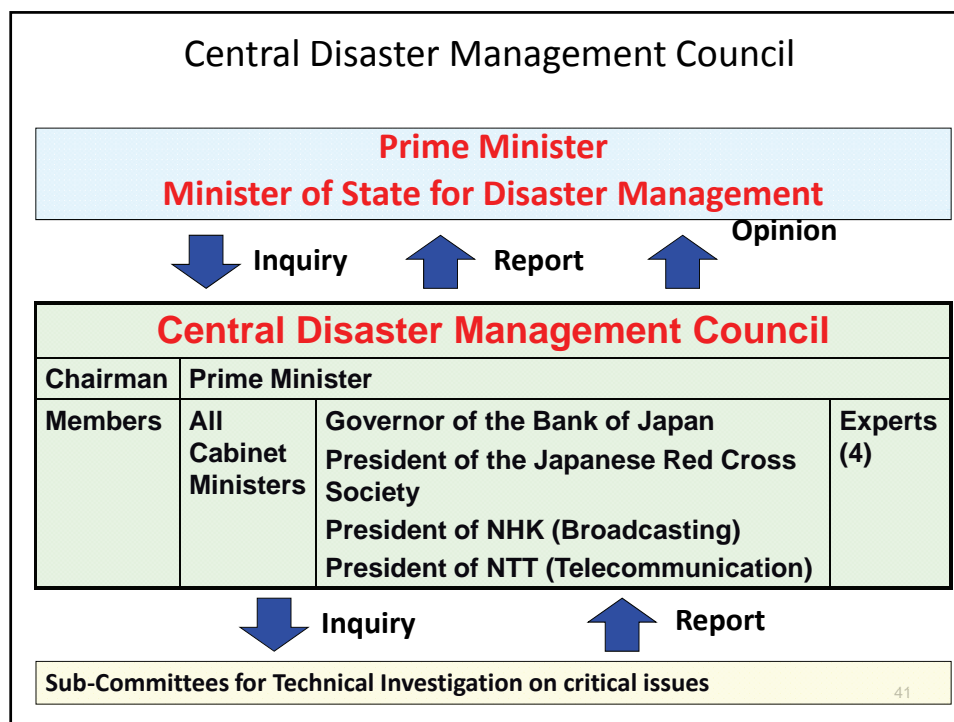 Central Disaster Management Council
Prime Minister
Minister of State for Disaster Management
Inquiry
Report
Opinion
Central Disaster Management Council
Chairman
Prime Minister
Members
All
Cabinet
Ministers
Governor of the Bank of Japan
President of the Japanese Red Cross
Society
President of NHK (Broadcasting)
President of NTT (Telecommunication)
Experts
(4)
Inquiry
Report
Sub-Committees for Technical Investigation on critical issues
41